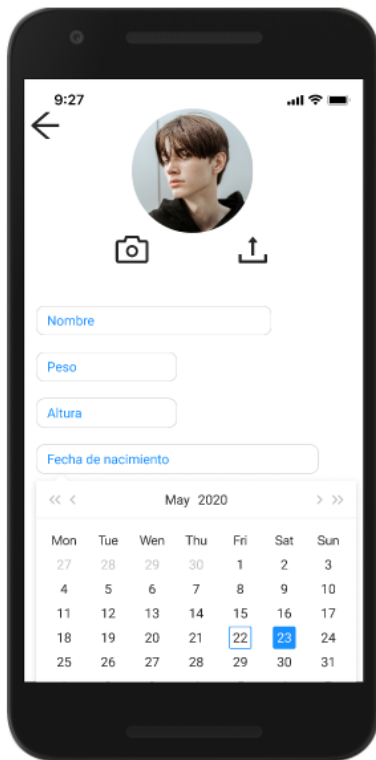 9:27
Nombre
Peso
Altura
Fecha de nacimiento
<< < May 2020 > >>
Mon Tue Wen Thu Fri Sat Sun
27 28 29 30 1 2 3
4 5 6 7 8 9 10
11 12 13 14 15 16 17
18 19 20 21 22 23 24
25 26 27 28 29 30 31